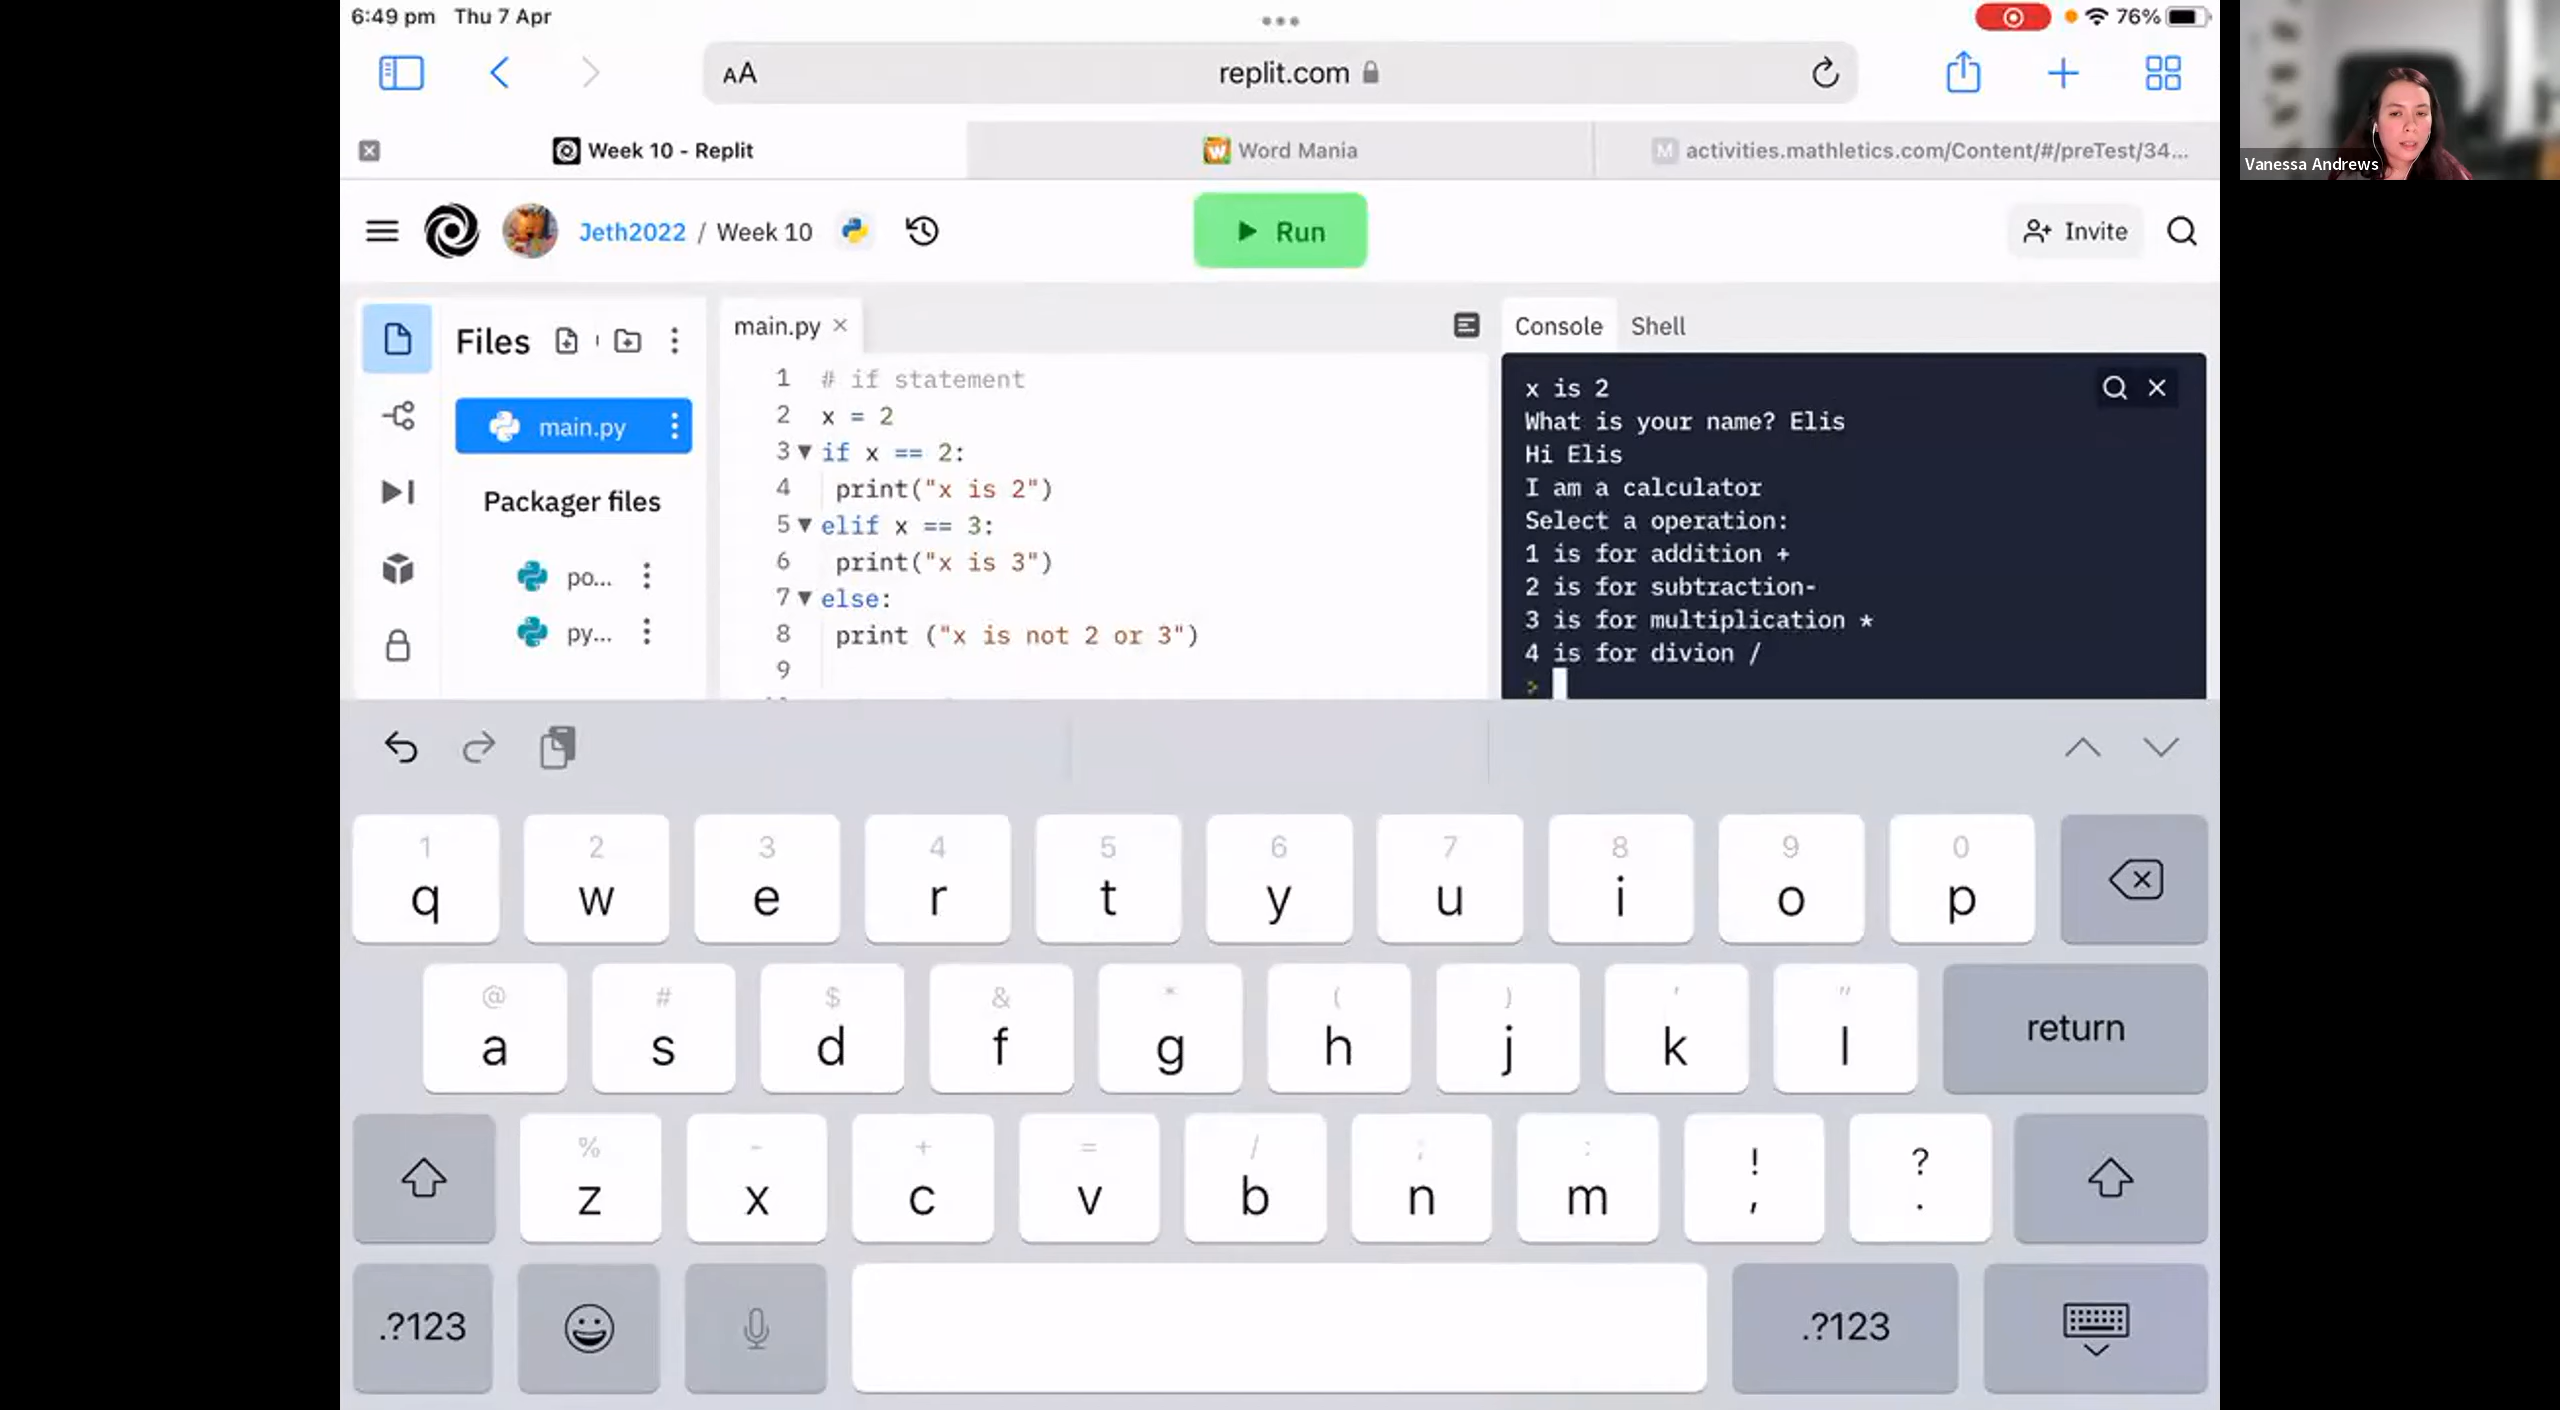 6:49 pm Thu 7 Apr
76%
AA replit.com
Vanessa Andrews
Week 10 - Replit
Word Mania
M activities.mathletics.com/Content/#/preTest/34...
Jeth2022 / Week 10
Run
Invite
Files
main.py
Packager files
po...
py...
main.py
1 # if statement
2 x = 2
3 if x == 2:
4 print("x is 2")
5 elif x == 3:
6 print("x is 3")
7 else:
8 print ("x is not 2 or 3")
9
Console Shell
x is 2
What is your name? Elis
Hi Elis
I am a calculator
Select a operation:
1 is for addition +
2 is for subtraction-
3 is for multiplication *
4 is for divion /
>
1 2 3 4 5 6 7 8 9 0
q w e r t y u i o p
@ # $ & * ( ) ' "
a s d f g h j k l return
% - + = / ; : ! ?
z x c v b n m , .
.?123 .?123